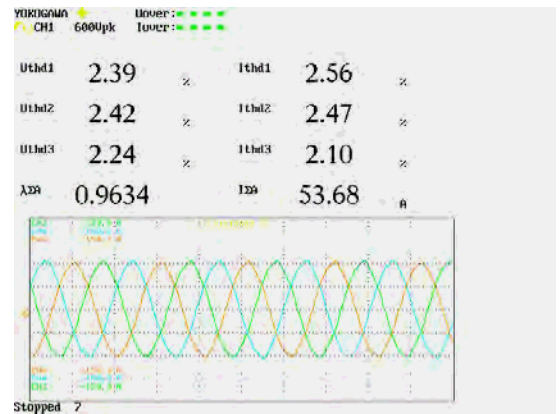 YOKOGAWA Uover:
CH1 600Vpk Iover:
Uthd1 2.39 % Ithd1 2.56 %
Uthd2 2.42 % Ithd2 2.47 %
Uthd3 2.24 % Ithd3 2.10 %
λΣA 0.9634 IΣA 53.68 A
Stopped 7